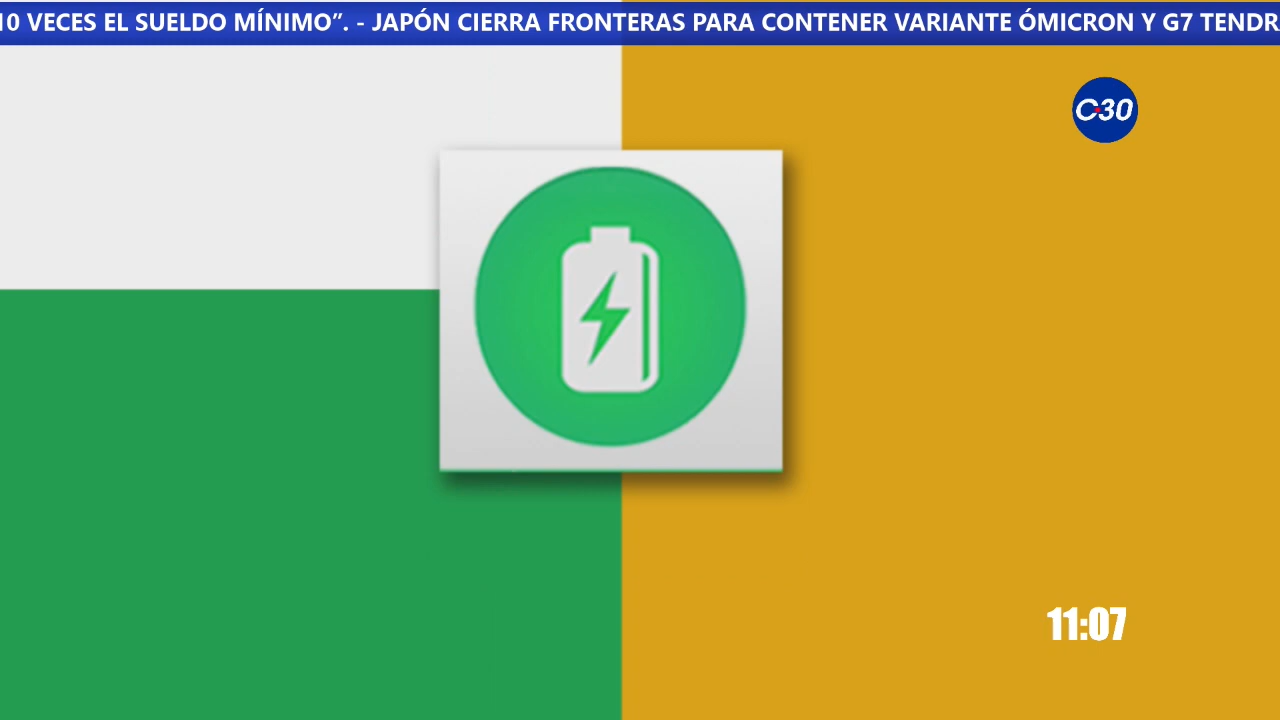 10 VECES EL SUELDO MÍNIMO”. - JAPÓN CIERRA FRONTERAS PARA CONTENER VARIANTE ÓMICRON Y G7 TENDR
C30
11:07